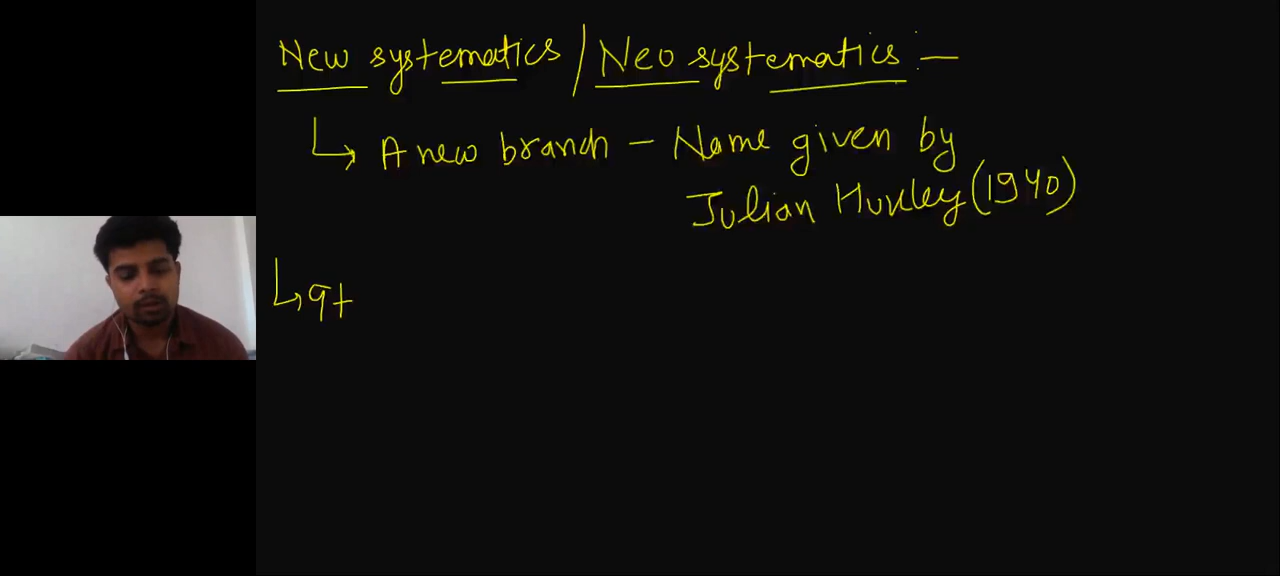 New systematics / Neo systematics :-
↳ A new branch - Name given by
Julian Huxley (1940)
↳ It